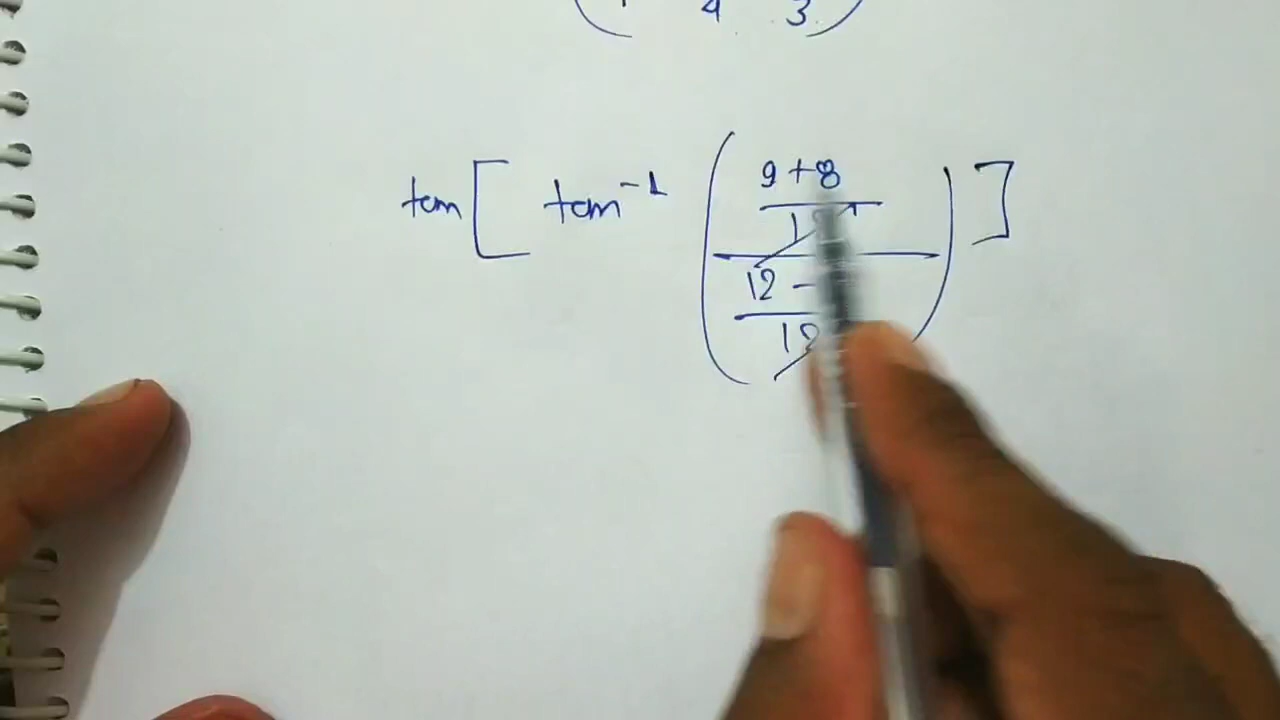 4 3
tan [ tan⁻¹ ( 9+8
12 -
12 ) ]